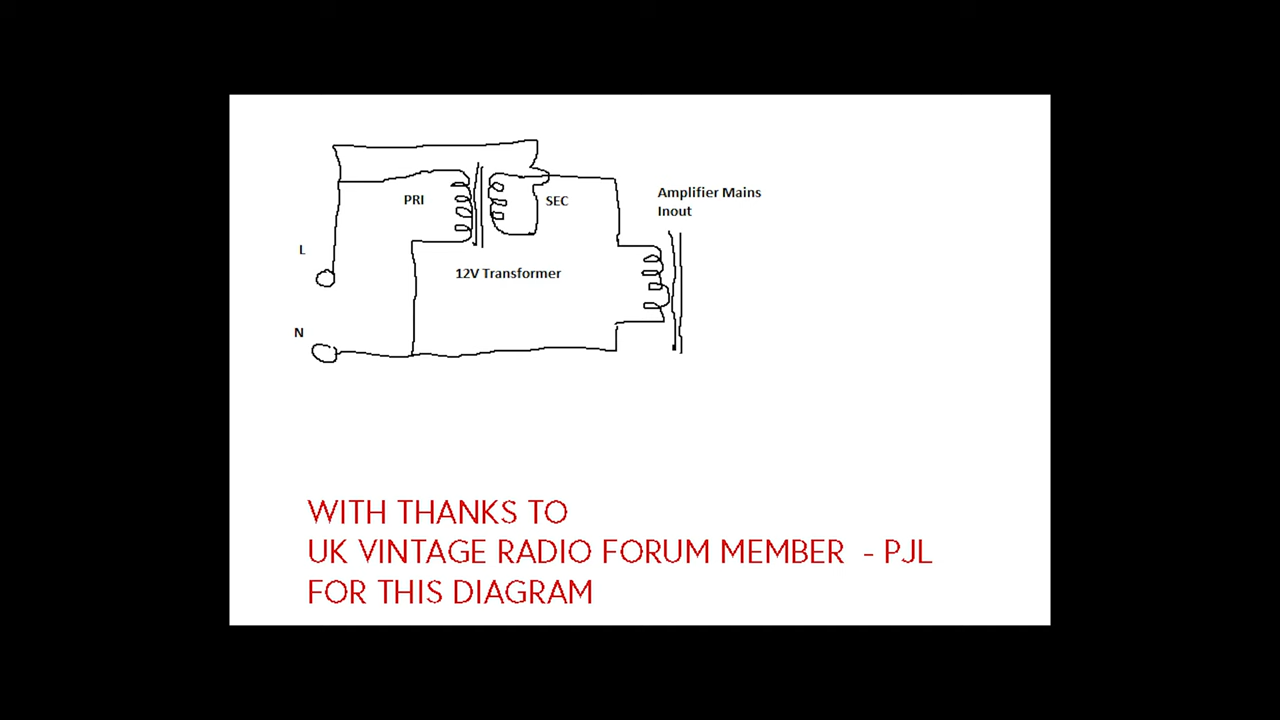 PRI
SEC
Amplifier Mains
Inout
L
12V Transformer
N
WITH THANKS TO
UK VINTAGE RADIO FORUM MEMBER - PJL
FOR THIS DIAGRAM